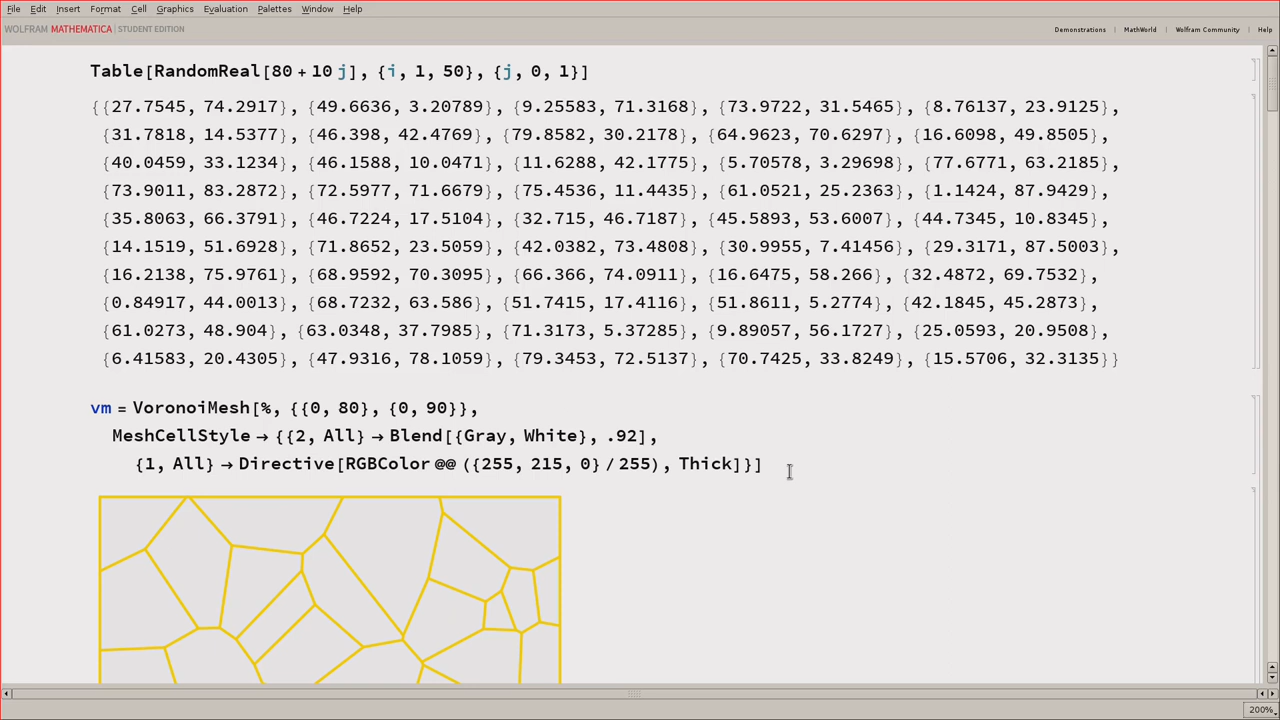 File Edit Insert Format Cell Graphics Evaluation Palettes Window Help
WOLFRAM MATHEMATICA | STUDENT EDITION Demonstrations | MathWorld | Wolfram Community | Help
Table[RandomReal[80 + 10 j], {i, 1, 50}, {j, 0, 1}]
{{27.7545, 74.2917}, {49.6636, 3.20789}, {9.25583, 71.3168}, {73.9722, 31.5465}, {8.76137, 23.9125},
{31.7818, 14.5377}, {46.398, 42.4769}, {79.8582, 30.2178}, {64.9623, 70.6297}, {16.6098, 49.8505},
{40.0459, 33.1234}, {46.1588, 10.0471}, {11.6288, 42.1775}, {5.70578, 3.29698}, {77.6771, 63.2185},
{73.9011, 83.2872}, {72.5977, 71.6679}, {75.4536, 11.4435}, {61.0521, 25.2363}, {1.1424, 87.9429},
{35.8063, 66.3791}, {46.7224, 17.5104}, {32.715, 46.7187}, {45.5893, 53.6007}, {44.7345, 10.8345},
{14.1519, 51.6928}, {71.8652, 23.5059}, {42.0382, 73.4808}, {30.9955, 7.41456}, {29.3171, 87.5003},
{16.2138, 75.9761}, {68.9592, 70.3095}, {66.366, 74.0911}, {16.6475, 58.266}, {32.4872, 69.7532},
{0.84917, 44.0013}, {68.7232, 63.586}, {51.7415, 17.4116}, {51.8611, 5.2774}, {42.1845, 45.2873},
{61.0273, 48.904}, {63.0348, 37.7985}, {71.3173, 5.37285}, {9.89057, 56.1727}, {25.0593, 20.9508},
{6.41583, 20.4305}, {47.9316, 78.1059}, {79.3453, 72.5137}, {70.7425, 33.8249}, {15.5706, 32.3135}}
vm = VoronoiMesh[%, {{0, 80}, {0, 90}},
MeshCellStyle → {{2, All} → Blend[{Gray, White}, .92],
{1, All} → Directive[RGBColor @@ ({255, 215, 0} / 255), Thick]}]
200%